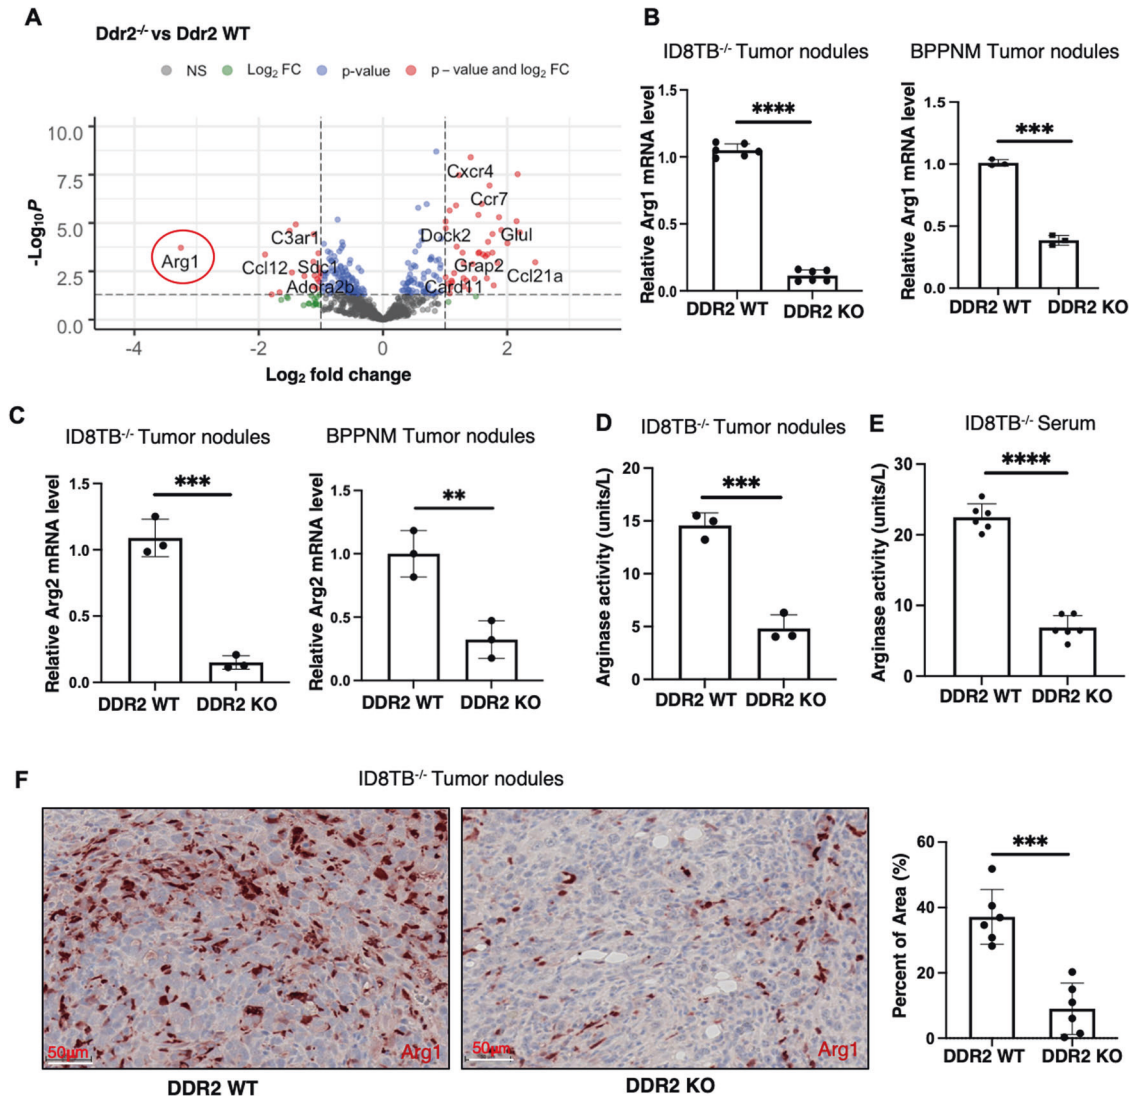 A
Ddr2-/- vs Ddr2 WT
NS
Log2 FC
p-value
p – value and log2 FC
-Log10P
10.0
7.5
5.0
2.5
0.0
Cxcr4
Ccr7
C3ar1
Dock2
Glul
Arg1
Ccl12
Sdc1
Grap2
Ccl21a
Adora2b
Card11
-4
-2
0
2
Log2 fold change
B
ID8TB-/- Tumor nodules
Relative Arg1 mRNA level
1.5
1.0
0.5
0.0
****
DDR2 WT
DDR2 KO
BPPNM Tumor nodules
Relative Arg1 mRNA level
1.5
1.0
0.5
0.0
***
DDR2 WT
DDR2 KO
C
ID8TB-/- Tumor nodules
Relative Arg2 mRNA level
1.5
1.0
0.5
0.0
***
DDR2 WT
DDR2 KO
BPPNM Tumor nodules
Relative Arg2 mRNA level
1.5
1.0
0.5
0.0
**
DDR2 WT
DDR2 KO
D
ID8TB-/- Tumor nodules
Arginase activity (units/L)
20
15
10
5
0
***
DDR2 WT
DDR2 KO
E
ID8TB-/- Serum
Arginase activity (units/L)
30
20
10
0
****
DDR2 WT
DDR2 KO
F
ID8TB-/- Tumor nodules
50µm
Arg1
DDR2 WT
50µm
Arg1
DDR2 KO
Percent of Area (%)
60
40
20
0
***
DDR2 WT
DDR2 KO